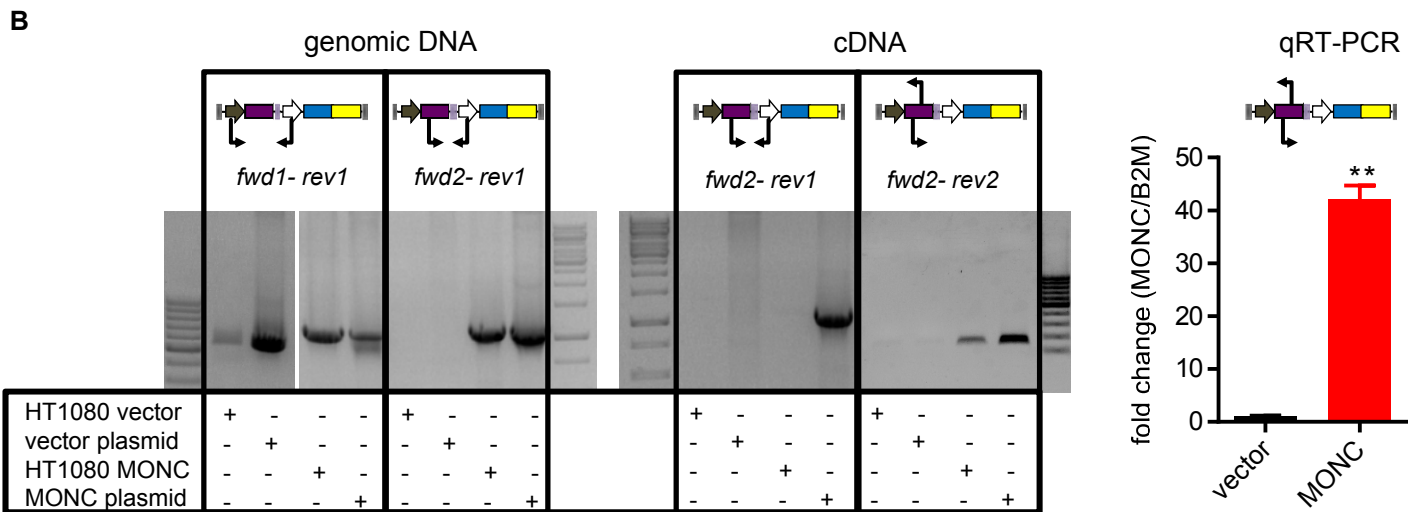 B
genomic DNA
cDNA
qRT-PCR
fwd1- rev1
fwd2- rev1
fwd2- rev1
fwd2- rev2
fold change (MONC/B2M)
50
40
30
20
10
0
**
vector
MONC
HT1080 vector + - - - + - - - + - - - + - - -
vector plasmid - + - - - + - - - + - - - + - -
HT1080 MONC - - + - - - + - - - + - - - + -
MONC plasmid - - - + - - - + - - - + - - - +